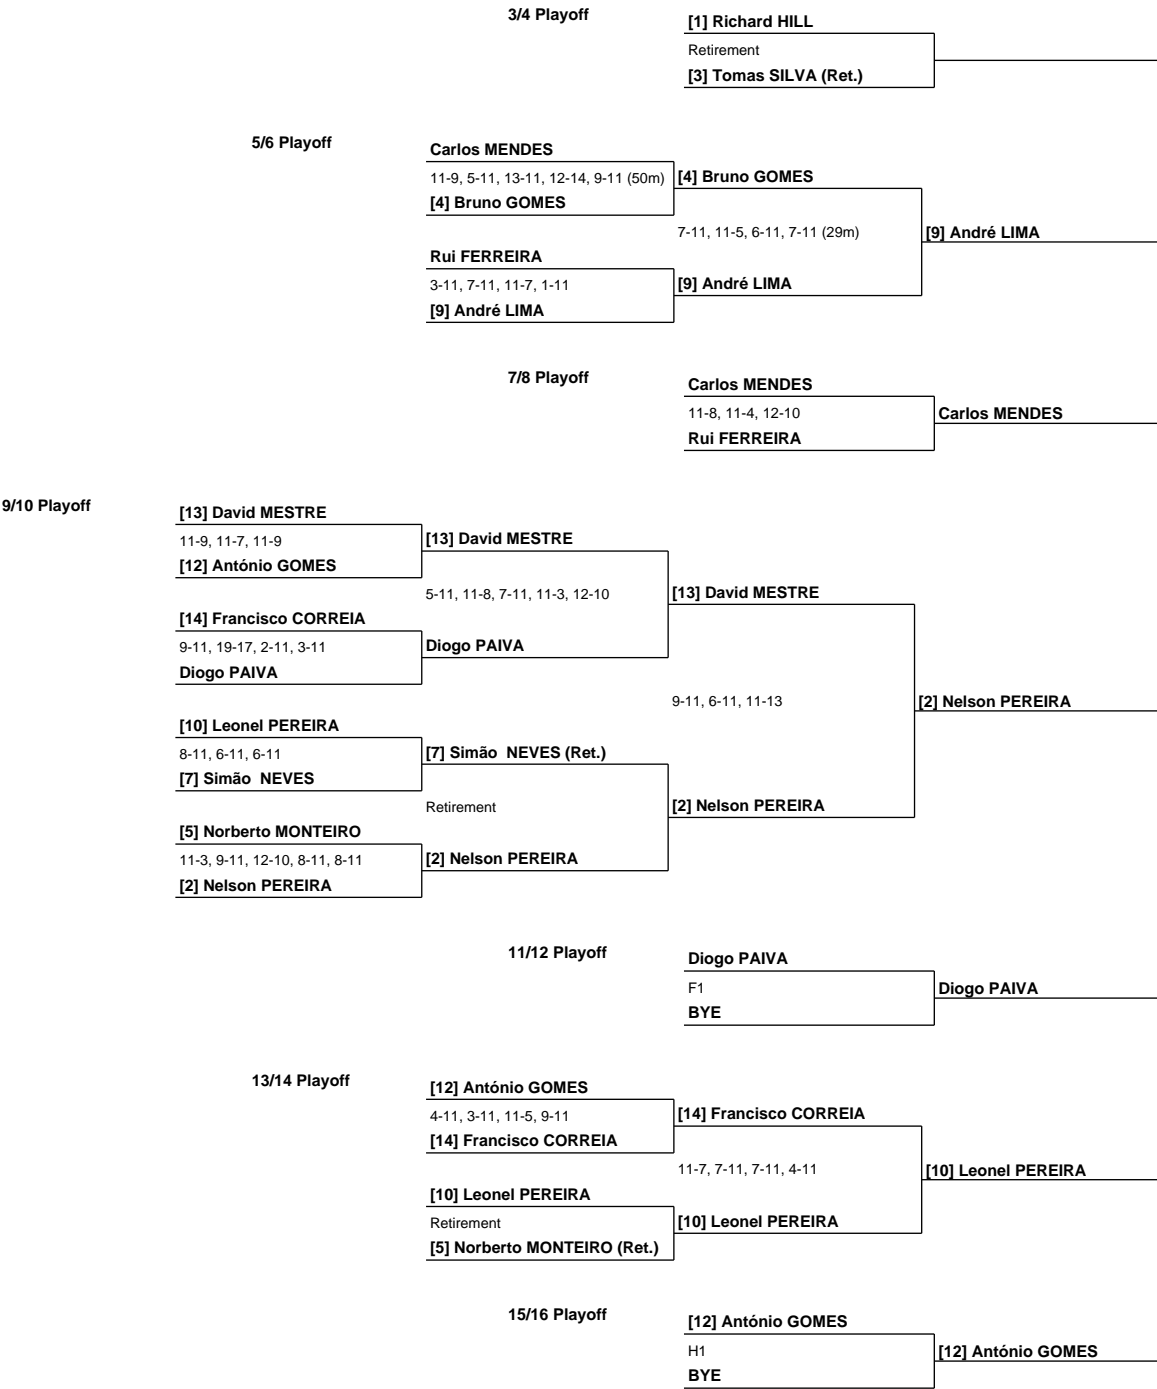 3/4 Playoff
[1] Richard HILL
Retirement
[3] Tomas SILVA (Ret.)
5/6 Playoff
Carlos MENDES
11-9, 5-11, 13-11, 12-14, 9-11 (50m)
[4] Bruno GOMES
[4] Bruno GOMES
7-11, 11-5, 6-11, 7-11 (29m)
[9] André LIMA
Rui FERREIRA
3-11, 7-11, 11-7, 1-11
[9] André LIMA
[9] André LIMA
7/8 Playoff
Carlos MENDES
11-8, 11-4, 12-10
Carlos MENDES
Rui FERREIRA
9/10 Playoff
[13] David MESTRE
11-9, 11-7, 11-9
[13] David MESTRE
[12] António GOMES
5-11, 11-8, 7-11, 11-3, 12-10
[13] David MESTRE
[14] Francisco CORREIA
9-11, 19-17, 2-11, 3-11
Diogo PAIVA
Diogo PAIVA
9-11, 6-11, 11-13
[2] Nelson PEREIRA
[10] Leonel PEREIRA
8-11, 6-11, 6-11
[7] Simão  NEVES (Ret.)
[7] Simão  NEVES
Retirement
[2] Nelson PEREIRA
[5] Norberto MONTEIRO
11-3, 9-11, 12-10, 8-11, 8-11
[2] Nelson PEREIRA
[2] Nelson PEREIRA
11/12 Playoff
Diogo PAIVA
F1
Diogo PAIVA
BYE
13/14 Playoff
[12] António GOMES
4-11, 3-11, 11-5, 9-11
[14] Francisco CORREIA
[14] Francisco CORREIA
11-7, 7-11, 7-11, 4-11
[10] Leonel PEREIRA
[10] Leonel PEREIRA
Retirement
[10] Leonel PEREIRA
[5] Norberto MONTEIRO (Ret.)
15/16 Playoff
[12] António GOMES
H1
[12] António GOMES
BYE